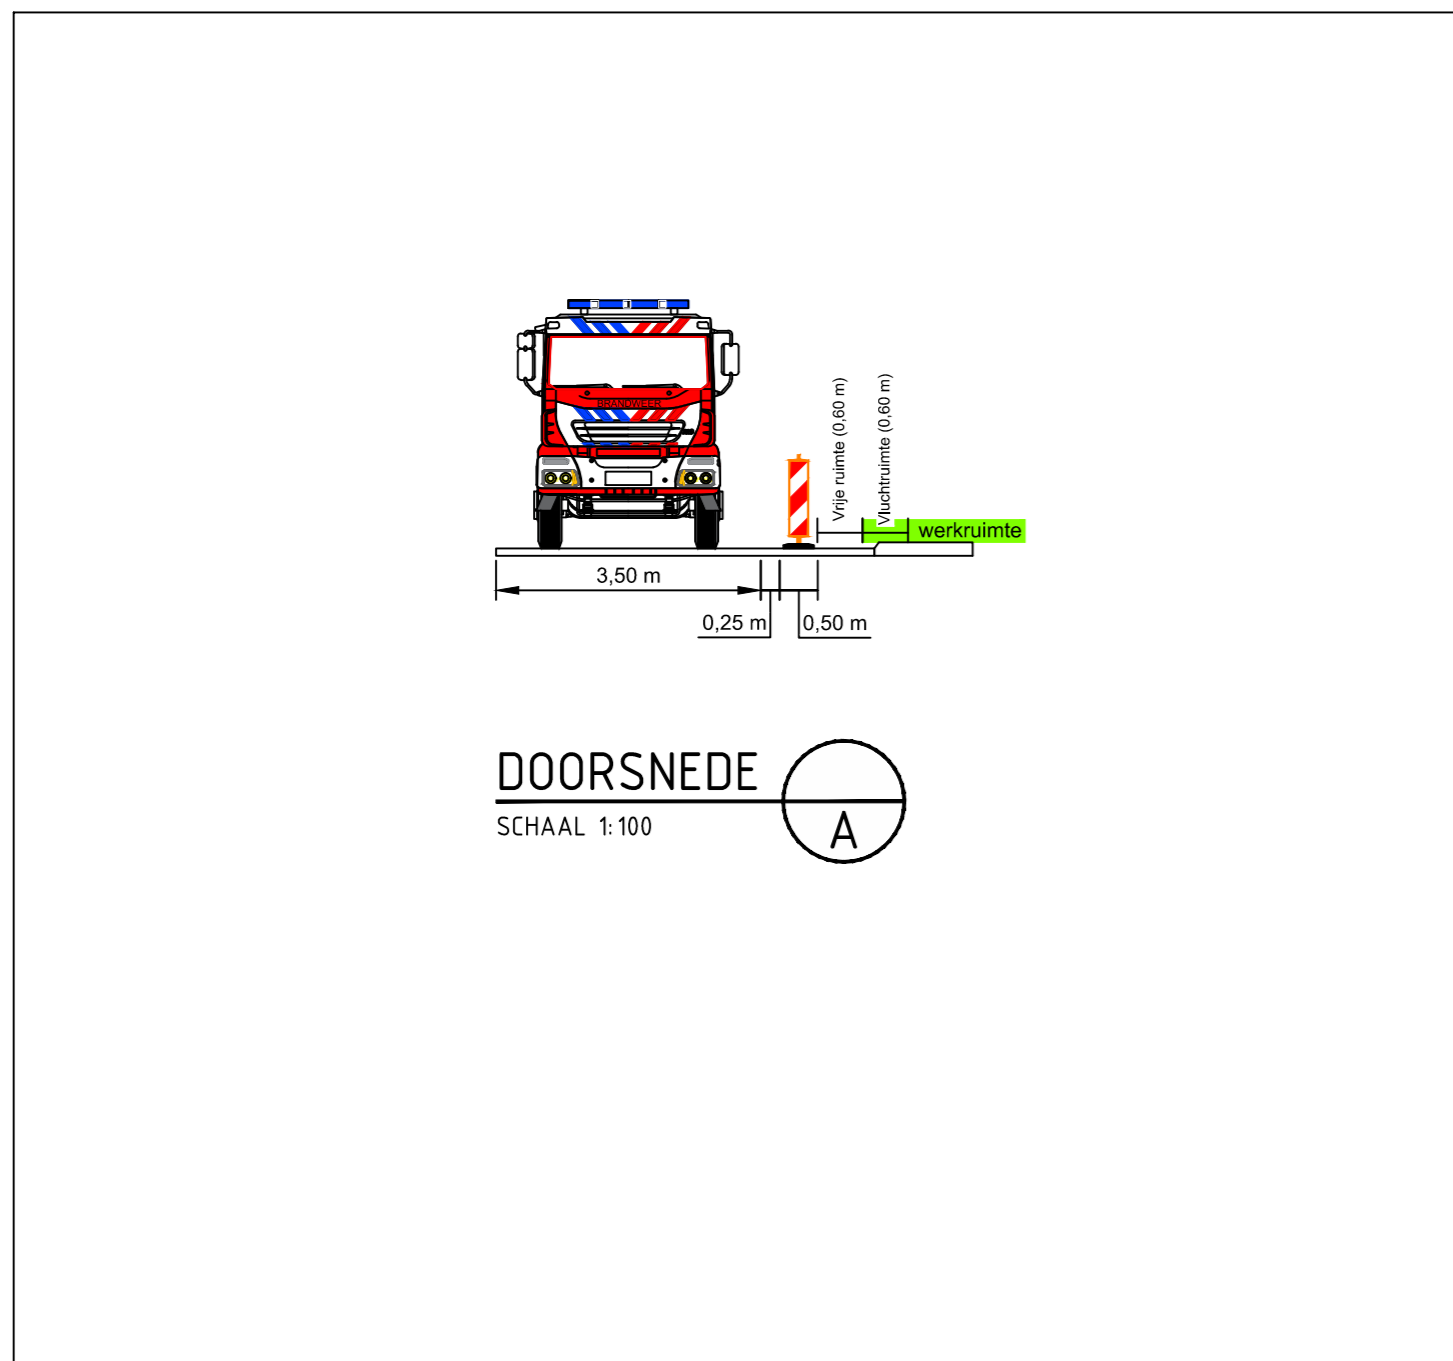 BRANDWEER
Vrije ruimte (0,60 m)
Vluchtruimte (0,60 m)
werkruimte
3,50 m
0,25 m
0,50 m
DOORSNEDE
A
SCHAAL 1:100